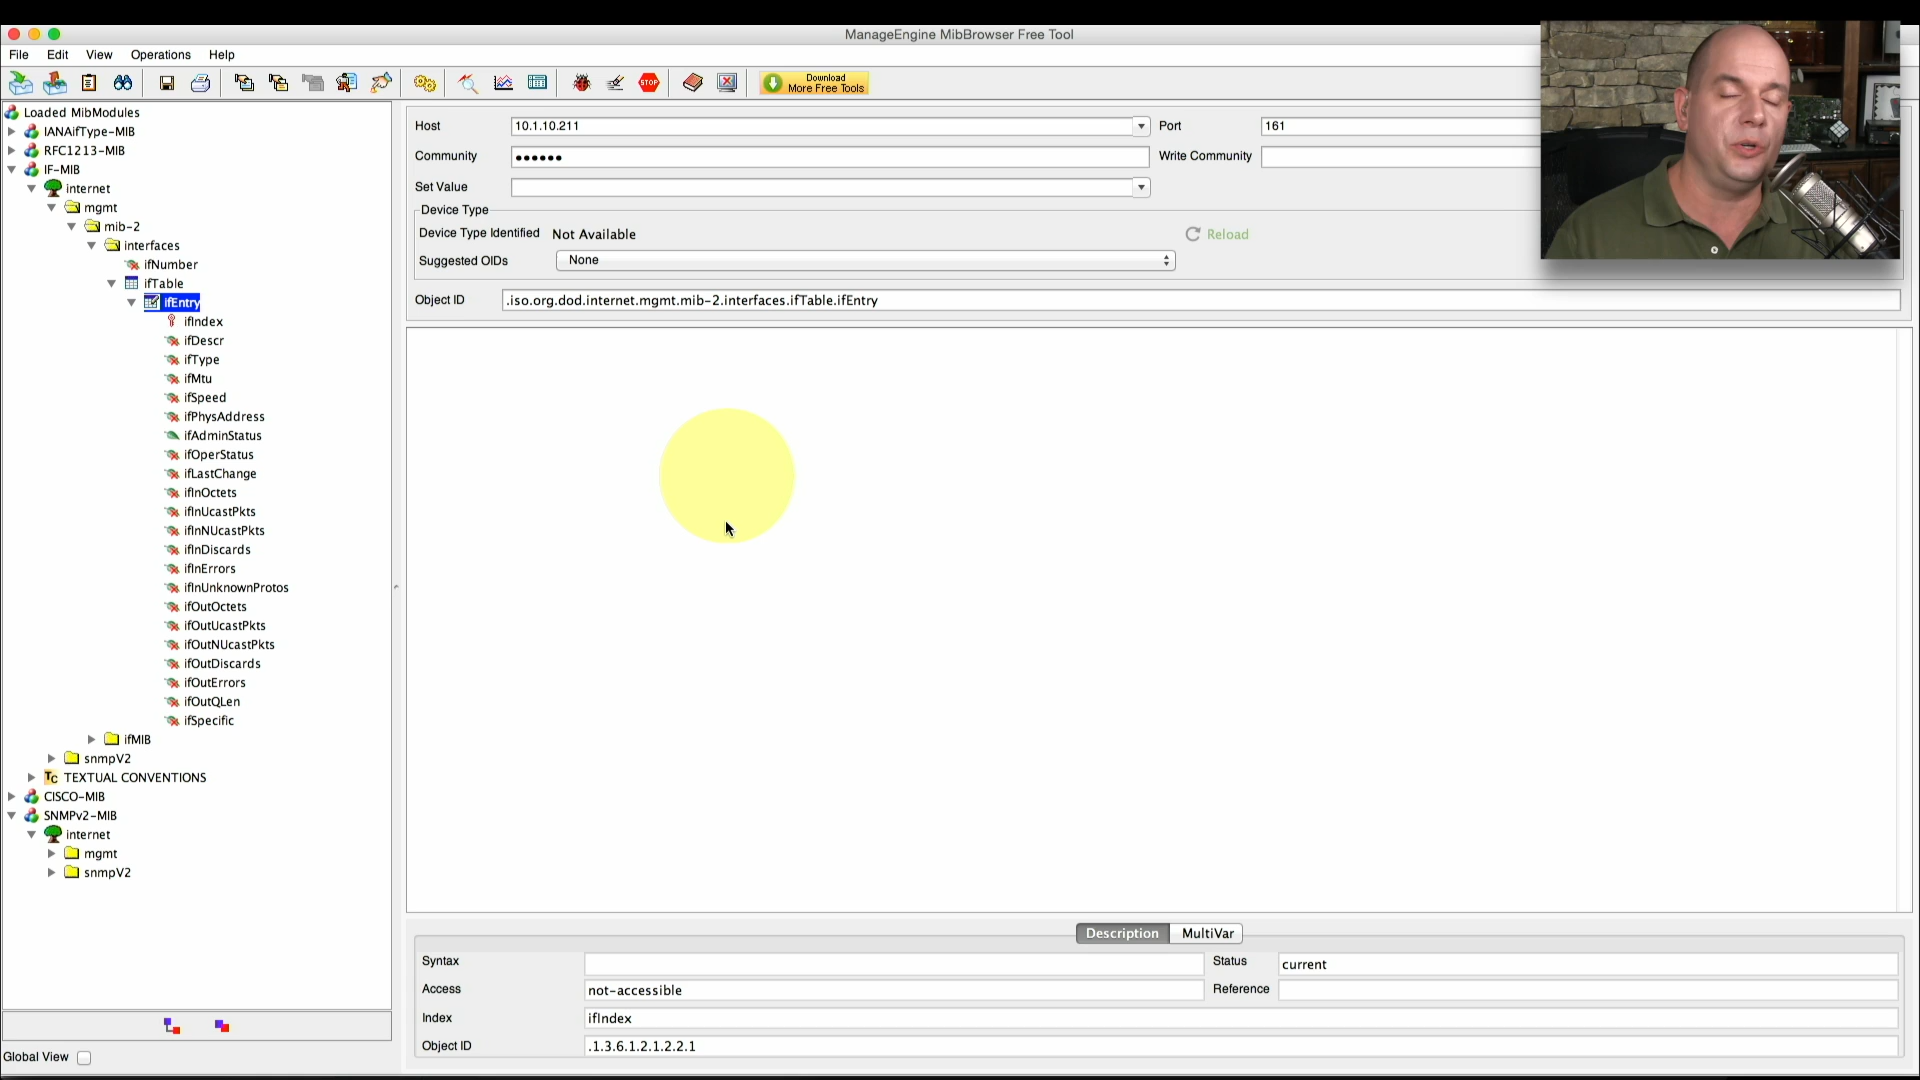 ManageEngine MibBrowser Free Tool
File Edit View Operations Help
STOP
Download
More Free Tools
Loaded MibModules
IANAifType-MIB
RFC1213-MIB
IF-MIB
internet
mgmt
mib-2
interfaces
ifNumber
ifTable
ifEntry
ifIndex
ifDescr
ifType
ifMtu
ifSpeed
ifPhysAddress
ifAdminStatus
ifOperStatus
ifLastChange
ifInOctets
ifInUcastPkts
ifInNUcastPkts
ifInDiscards
ifInErrors
ifInUnknownProtos
ifOutOctets
ifOutUcastPkts
ifOutNUcastPkts
ifOutDiscards
ifOutErrors
ifOutQLen
ifSpecific
ifMIB
snmpV2
Tc TEXTUAL CONVENTIONS
CISCO-MIB
SNMPv2-MIB
internet
mgmt
snmpV2
Global View
Host 10.1.10.211 Port 161
Community •••••• Write Community
Set Value
Device Type
Device Type Identified Not Available Reload
Suggested OIDs None
Object ID .iso.org.dod.internet.mgmt.mib-2.interfaces.ifTable.ifEntry
Description MultiVar
Syntax Status current
Access not-accessible Reference
Index ifIndex
Object ID .1.3.6.1.2.1.2.2.1